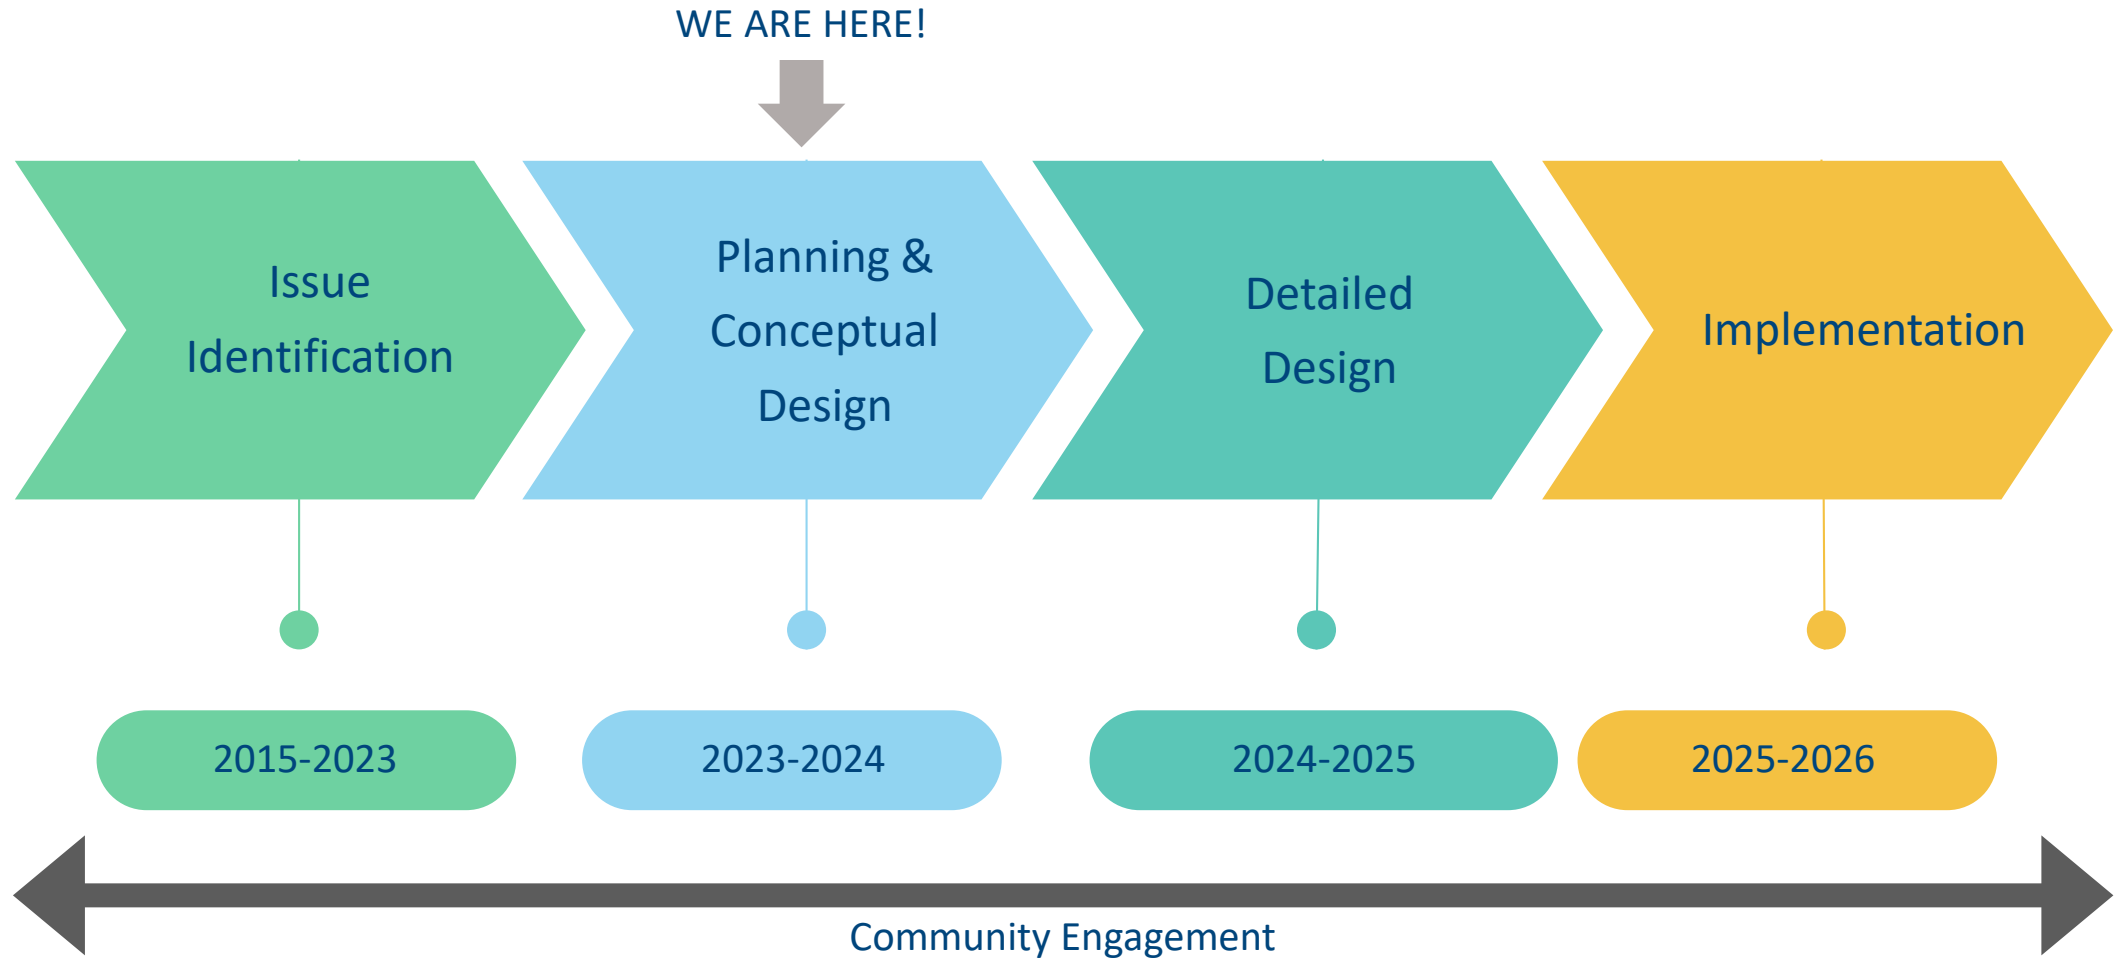 WE ARE HERE!
Issue
Identification
Planning &
Conceptual
Design
Detailed
Design
Implementation
2015-2023
2023-2024
2024-2025
2025-2026
Community Engagement